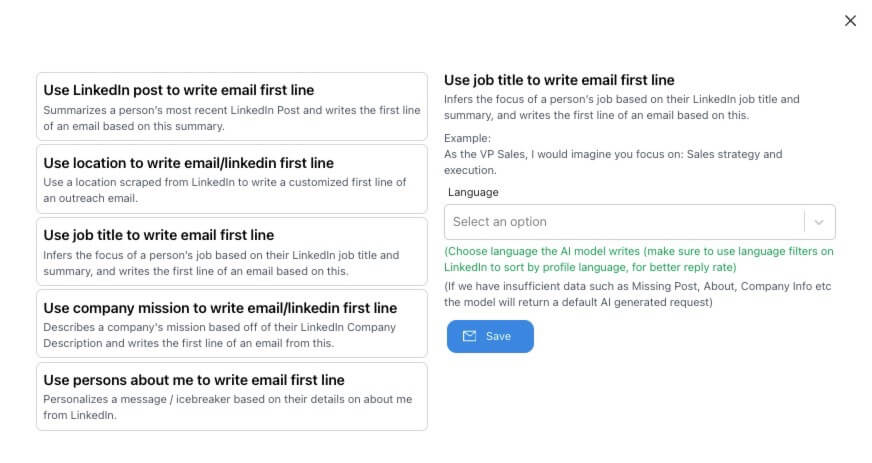 Use LinkedIn post to write email first line
Summarizes a person's most recent LinkedIn Post and writes the first line
of an email based on this summary.
Use location to write email/linkedin first line
Use a location scraped from LinkedIn to write a customized first line of
an outreach email.
Use job title to write email first line
Infers the focus of a person's job based on their LinkedIn job title and
summary, and writes the first line of an email based on this.
Use company mission to write email/linkedin first line
Describes a company's mission based off of their LinkedIn Company
Description and writes the first line of an email from this.
Use persons about me to write email first line
Personalizes a message / icebreaker based on their details on about me
from LinkedIn.
Use job title to write email first line
Infers the focus of a person's job based on their LinkedIn job title and
summary, and writes the first line of an email based on this.
Example:
As the VP Sales, I would imagine you focus on: Sales strategy and
execution.
Language
Select an option
(Choose language the AI model writes (make sure to use language filters on
LinkedIn to sort by profile language, for better reply rate)
(If we have insufficient data such as Missing Post, About, Company Info etc
the model will return a default AI generated request)
Save